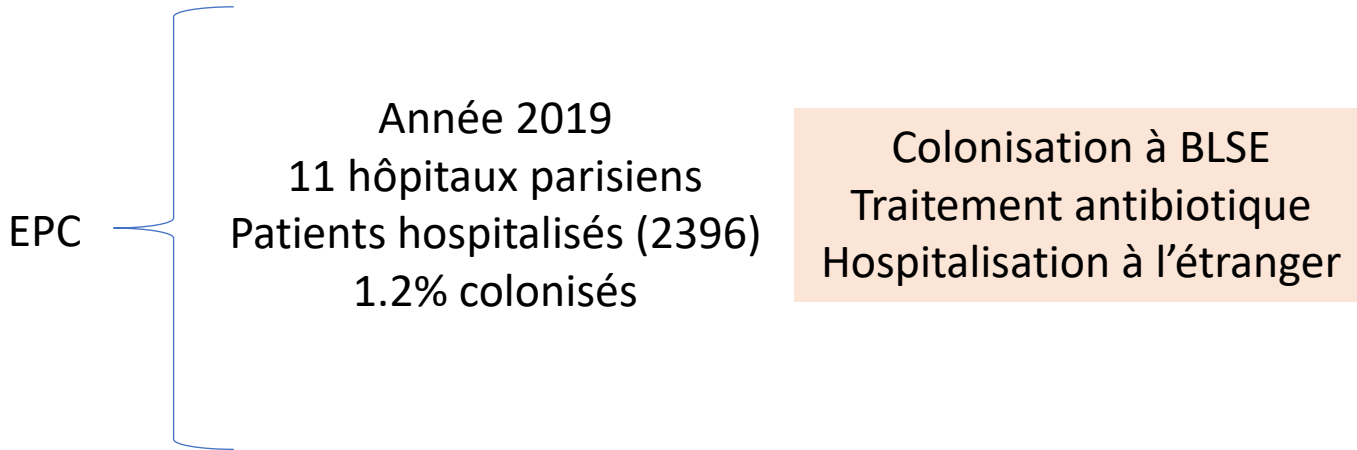 EPC
Année 2019
11 hôpitaux parisiens
Patients hospitalisés (2396)
1.2% colonisés
Colonisation à BLSE
Traitement antibiotique
Hospitalisation à l’étranger